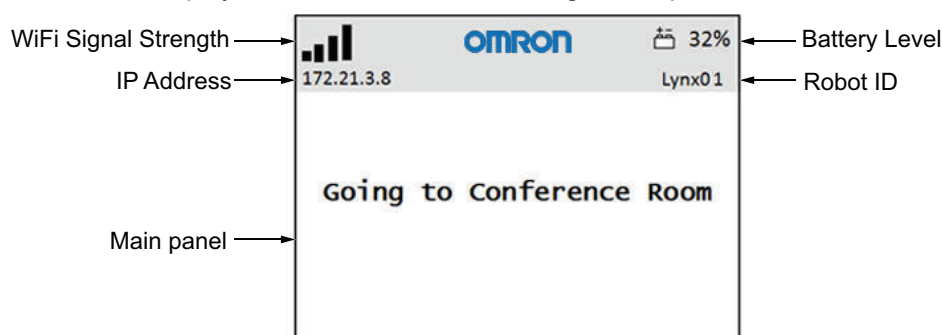 WiFi Signal Strength OMRON 32% Battery Level
IP Address 172.21.3.8 Lynx01 Robot ID
Going to Conference Room
Main panel